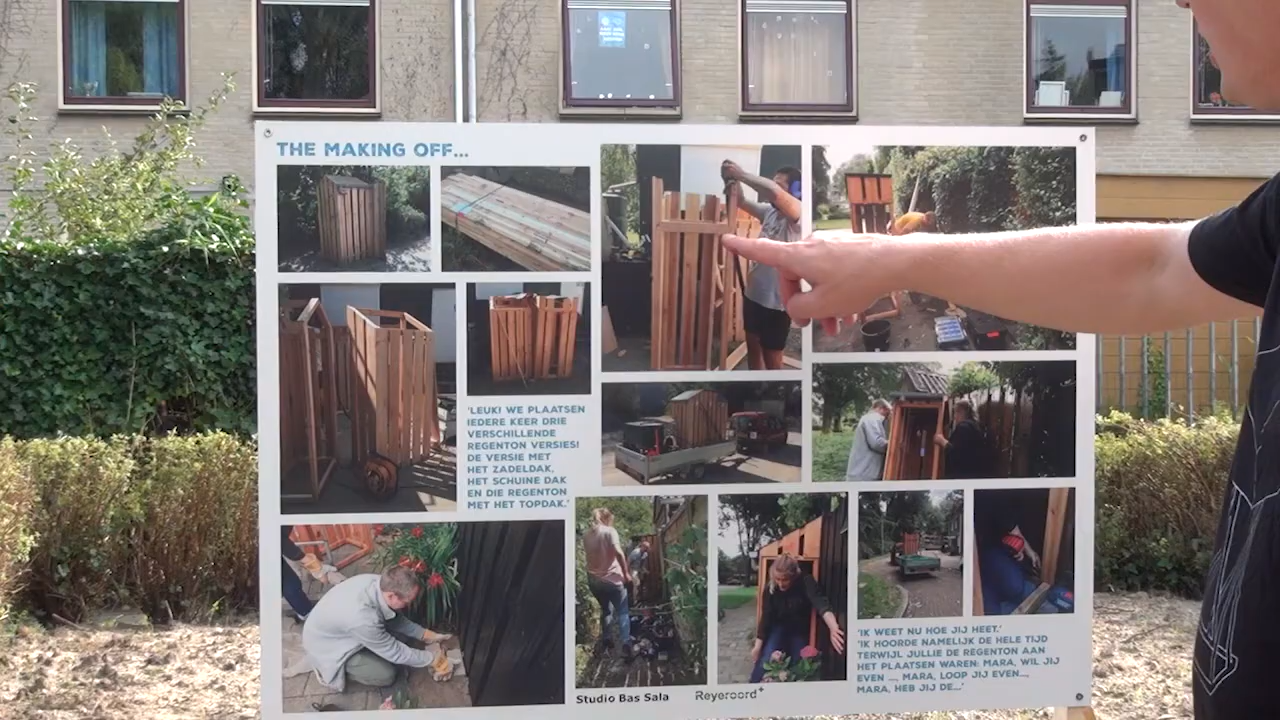 THE MAKING OFF...
'LEUK! WE PLAATSEN
IEDERE KEER DRIE
VERSCHILLENDE
REGENTON VERSIES!
DE VERSIE MET
HET ZADELDAK,
HET SCHUINE DAK
EN DIE REGENTON
MET HET TOPDAK.'
'IK WEET NU HOE JIJ HEET.'
'IK HOORDE NAMELIJK DE HELE TIJD
TERWIJL JULLIE DE REGENTON AAN
HET PLAATSEN WAREN: MARA, WIL JIJ
EVEN ..., MARA, LOOP JIJ EVEN...,
MARA, HEB JIJ DE...'
Studio Bas Sala
Reyeroord+